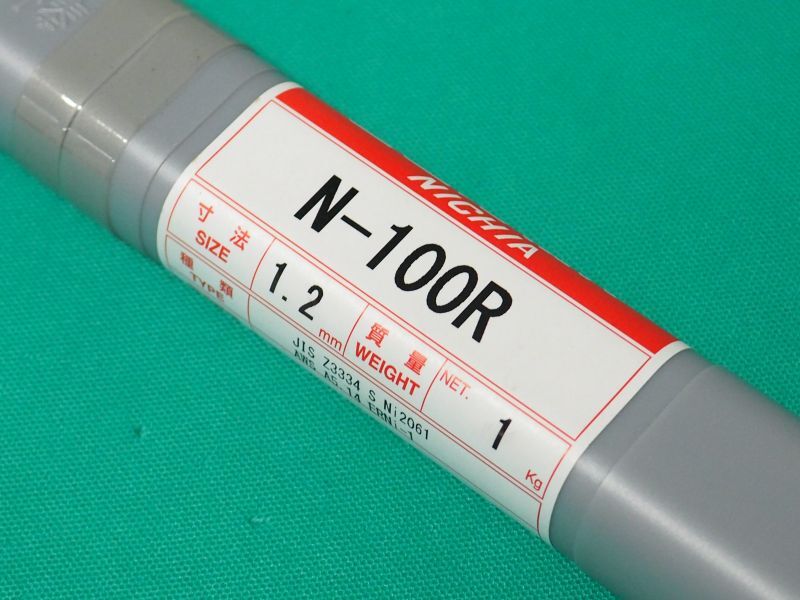 NICHIA
N-100R
寸法
SIZE
1.2 mm
質量
WEIGHT
NET.
1 Kg
種類
TYPE
JIS Z3334 S Ni2061
AWS A5.14 ERNi-1